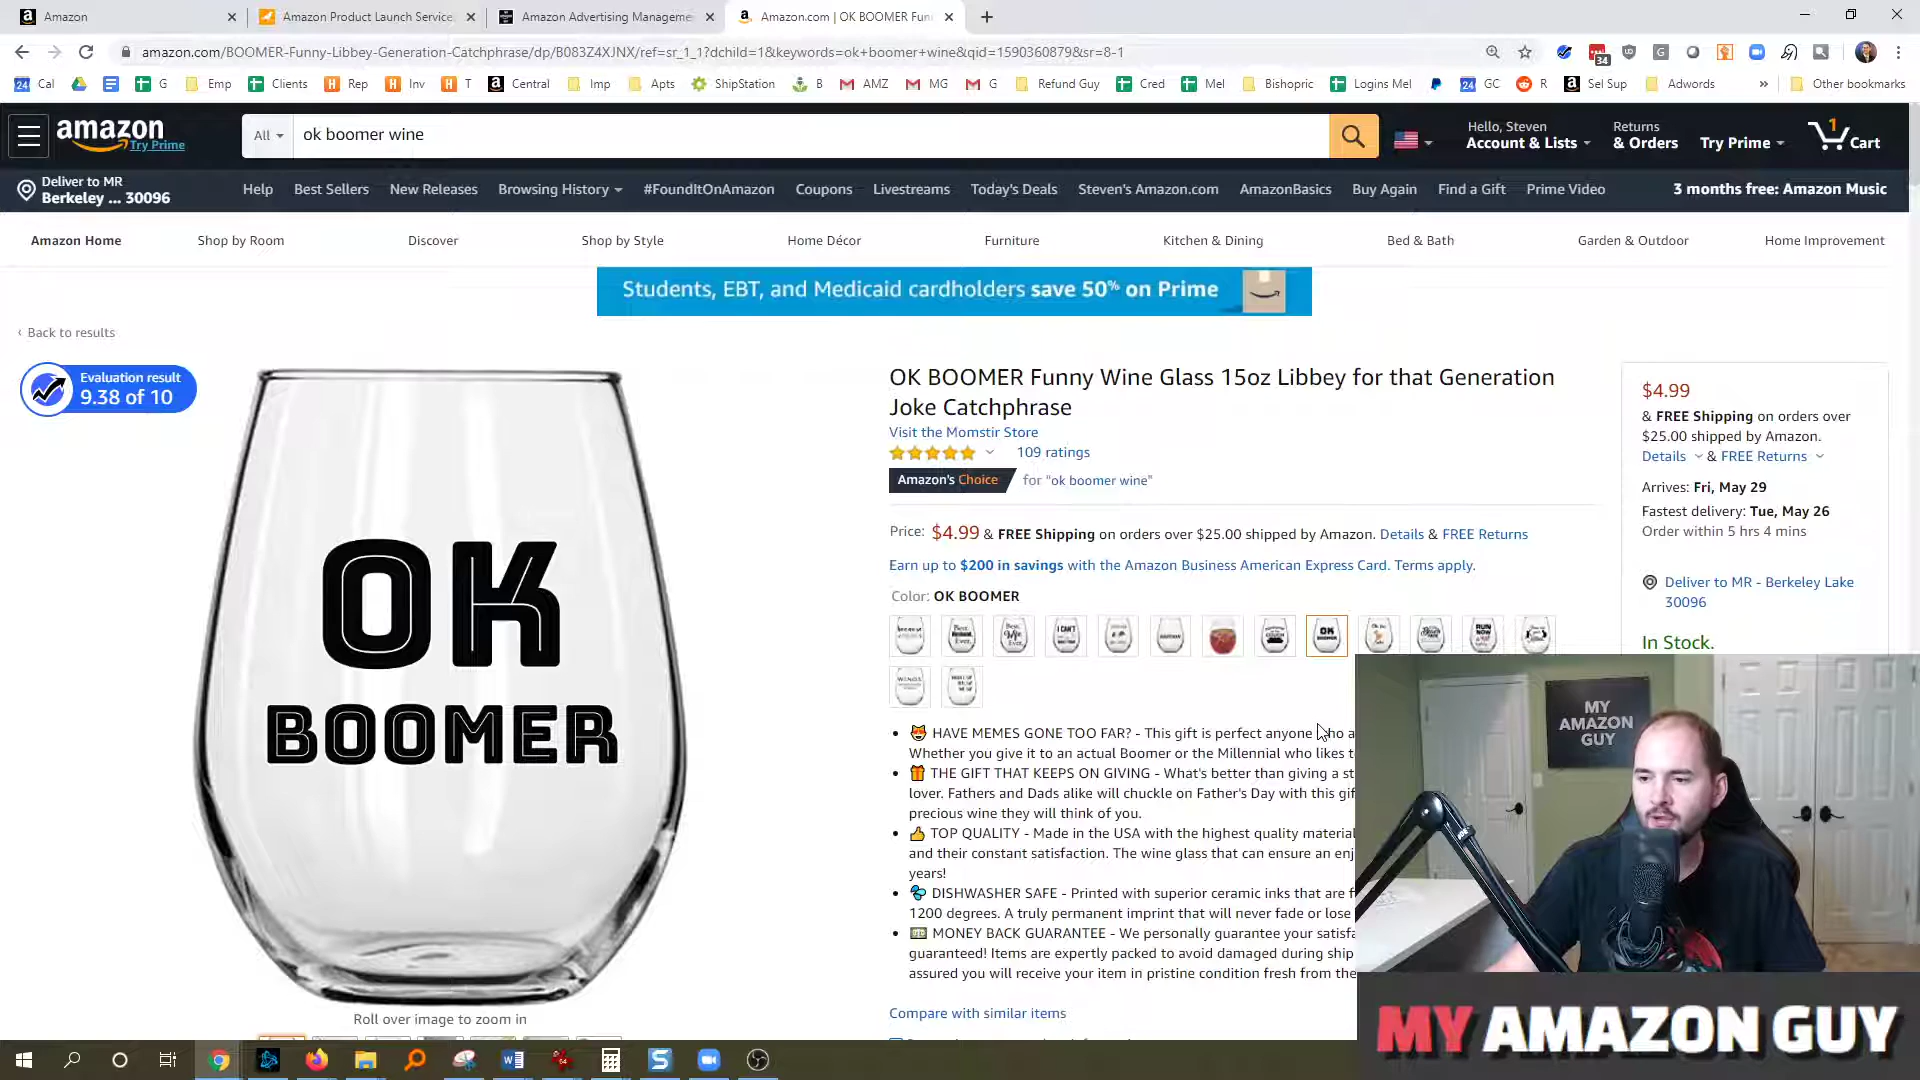 Amazon
Amazon Product Launch Service
Amazon Advertising Manageme
Amazon.com | OK BOOMER Fun
amazon.com/BOOMER-Funny-Libbey-Generation-Catchphrase/dp/B083Z4XJNX/ref=sr_1_1?dchild=1&keywords=ok+boomer+wine&qid=1590360879&sr=8-1
34
24 Cal
G
Emp
Clients
Rep
Inv
T
Central
Imp
Apts
ShipStation
B
AMZ
MG
G
Refund Guy
Cred
Mel
Bishopric
Logins Mel
24 GC
R
Sel Sup
Adwords
»
Other bookmarks
amazon
Try Prime
All
ok boomer wine
Hello, Steven
Account & Lists
Returns
& Orders
Try Prime
1
Cart
Deliver to MR
Berkeley ... 30096
Help
Best Sellers
New Releases
Browsing History
#FoundItOnAmazon
Coupons
Livestreams
Today's Deals
Steven's Amazon.com
AmazonBasics
Buy Again
Find a Gift
Prime Video
3 months free: Amazon Music
Amazon Home
Shop by Room
Discover
Shop by Style
Home Décor
Furniture
Kitchen & Dining
Bed & Bath
Garden & Outdoor
Home Improvement
Students, EBT, and Medicaid cardholders save 50% on Prime
‹ Back to results
Evaluation result
9.38 of 10
OK
BOOMER
Roll over image to zoom in
OK BOOMER Funny Wine Glass 15oz Libbey for that Generation
Joke Catchphrase
Visit the Momstir Store
109 ratings
Amazon's Choice for "ok boomer wine"
Price: $4.99 & FREE Shipping on orders over $25.00 shipped by Amazon. Details & FREE Returns
Earn up to $200 in savings with the Amazon Business American Express Card. Terms apply.
Color: OK BOOMER
OK
• HAVE MEMES GONE TOO FAR? - This gift is perfect anyone who a
Whether you give it to an actual Boomer or the Millennial who likes t
• THE GIFT THAT KEEPS ON GIVING - What's better than giving a st
lover. Fathers and Dads alike will chuckle on Father's Day with this gif
precious wine they will think of you.
• TOP QUALITY - Made in the USA with the highest quality material
and their constant satisfaction. The wine glass that can ensure an enj
years!
• DISHWASHER SAFE - Printed with superior ceramic inks that are f
1200 degrees. A truly permanent imprint that will never fade or lose
• MONEY BACK GUARANTEE - We personally guarantee your satisfa
guaranteed! Items are expertly packed to avoid damaged during ship
assured you will receive your item in pristine condition fresh from the
Compare with similar items
$4.99
& FREE Shipping on orders over
$25.00 shipped by Amazon.
Details & FREE Returns
Arrives: Fri, May 29
Fastest delivery: Tue, May 26
Order within 5 hrs 4 mins
Deliver to MR - Berkeley Lake
30096
In Stock.
MY
AMAZON
GUY
MY AMAZON GUY